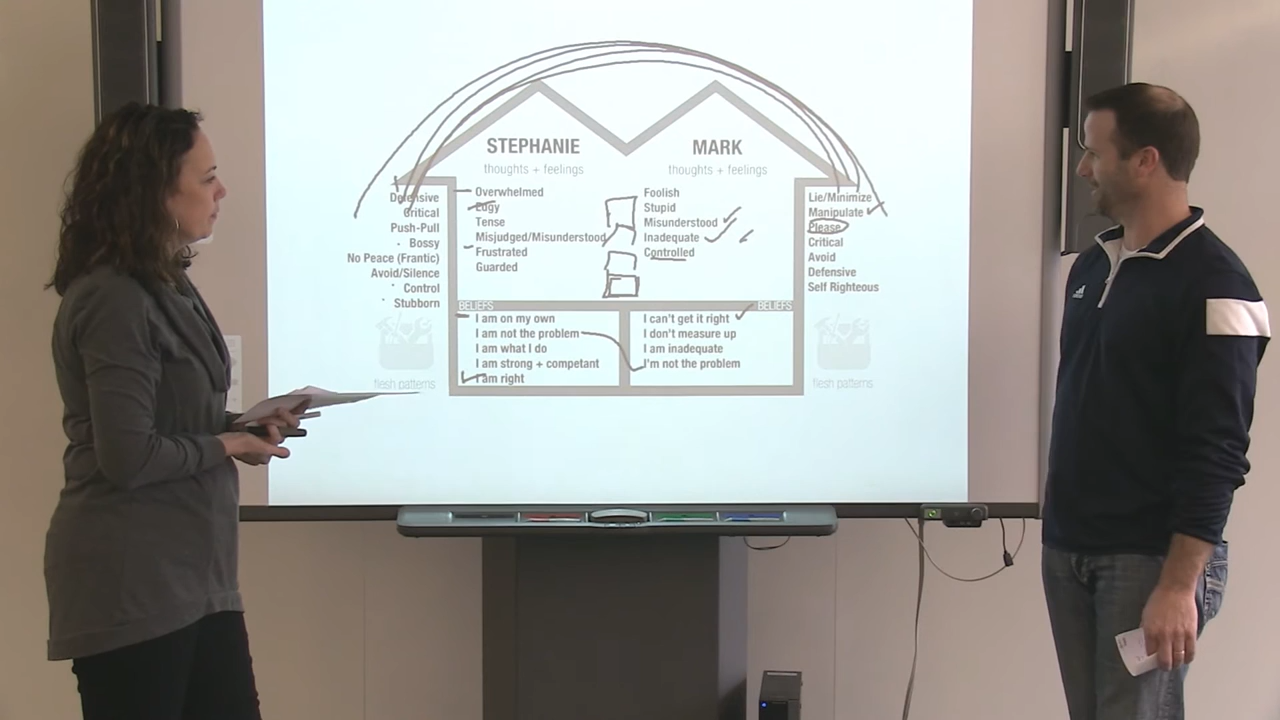 STEPHANIE
thoughts + feelings
MARK
thoughts + feelings
Defensive
Critical
Push-Pull
Bossy
No Peace (Frantic)
Avoid/Silence
Control
Stubborn
flesh patterns
Overwhelmed
Edgy
Tense
Misjudged/Misunderstood
Frustrated
Guarded
Foolish
Stupid
Misunderstood
Inadequate
Controlled
Lie/Minimize
Manipulate
Please
Critical
Avoid
Defensive
Self Righteous
flesh patterns
BELIEFS
I am on my own
I am not the problem
I am what I do
I am strong + competant
I am right
BELIEFS
I can't get it right
I don't measure up
I am inadequate
I'm not the problem
adidas